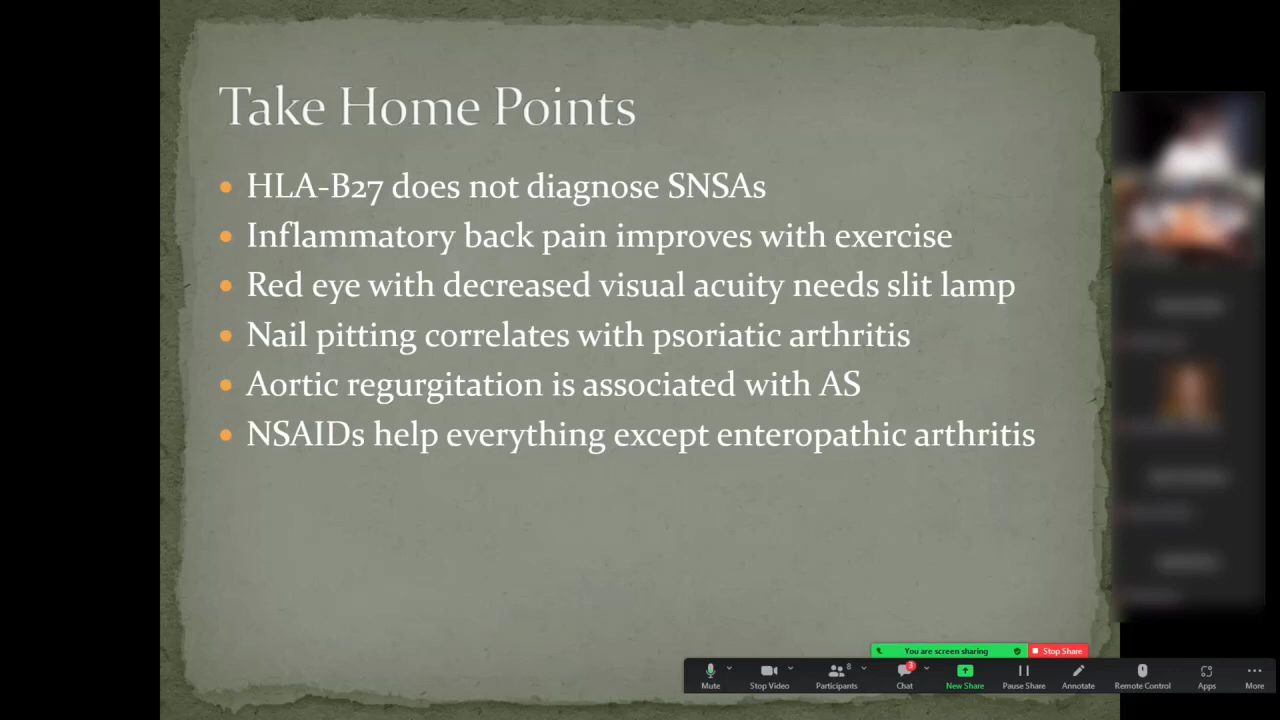 Take Home Points
HLA-B27 does not diagnose SNSAs
Inflammatory back pain improves with exercise
Red eye with decreased visual acuity needs slit lamp
Nail pitting correlates with psoriatic arthritis
Aortic regurgitation is associated with AS
NSAIDs help everything except enteropathic arthritis
You are screen sharing
Stop Share
8
3
Mute
Stop Video
Participants
Chat
New Share
Pause Share
Annotate
Remote Control
Apps
More